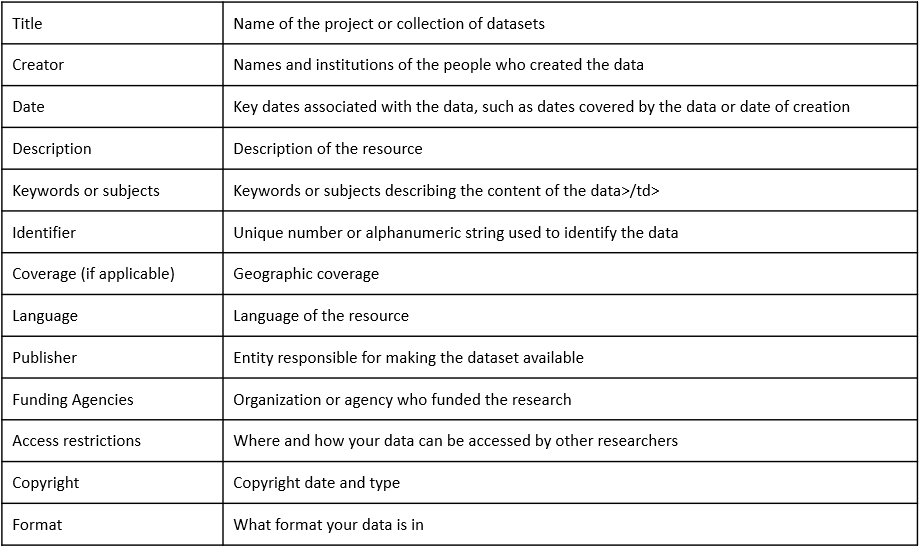 Title Name of the project or collection of datasets
Creator Names and institutions of the people who created the data
Date Key dates associated with the data, such as dates covered by the data or date of creation
Description Description of the resource
Keywords or subjects Keywords or subjects describing the content of the data>/td>
Identifier Unique number or alphanumeric string used to identify the data
Coverage (if applicable) Geographic coverage
Language Language of the resource
Publisher Entity responsible for making the dataset available
Funding Agencies Organization or agency who funded the research
Access restrictions Where and how your data can be accessed by other researchers
Copyright Copyright date and type
Format What format your data is in